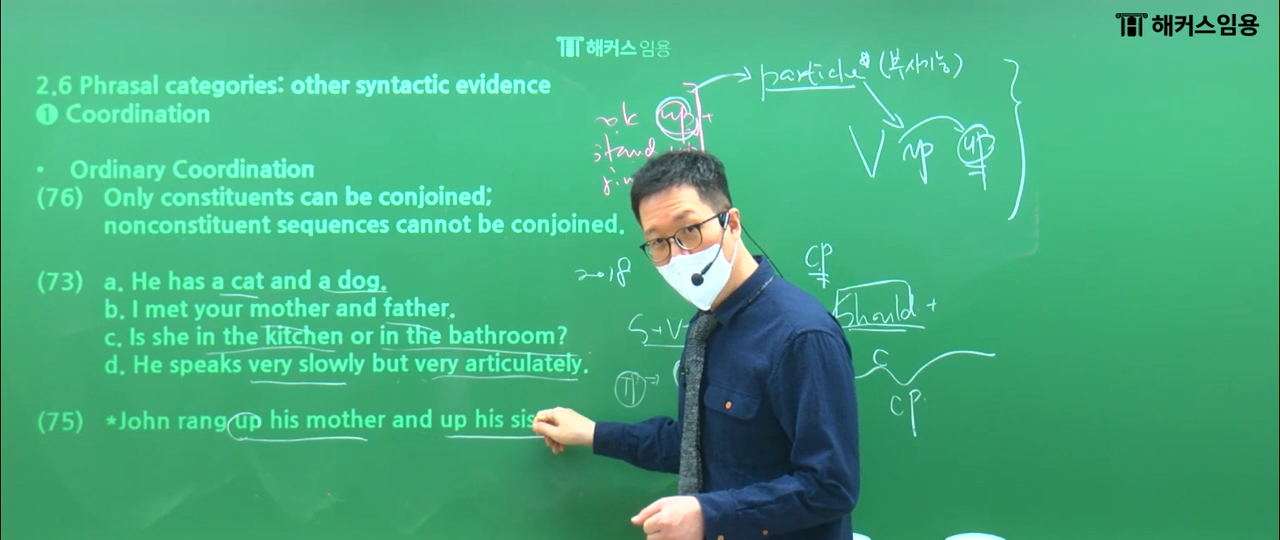 해커스임용
해커스 임용
2.6 Phrasal categories: other syntactic evidence
❶ Coordination
• Ordinary Coordination
(76) Only constituents can be conjoined;
nonconstituent sequences cannot be conjoined.
(73) a. He has a cat and a dog.
b. I met your mother and father.
c. Is she in the kitchen or in the bathroom?
d. He speaks very slowly but very articulately.
(75) *John rang up his mother and up his
particle* (부사가능)
up +
stand
V np up
2018
CP
Should +
S + V
C
CP